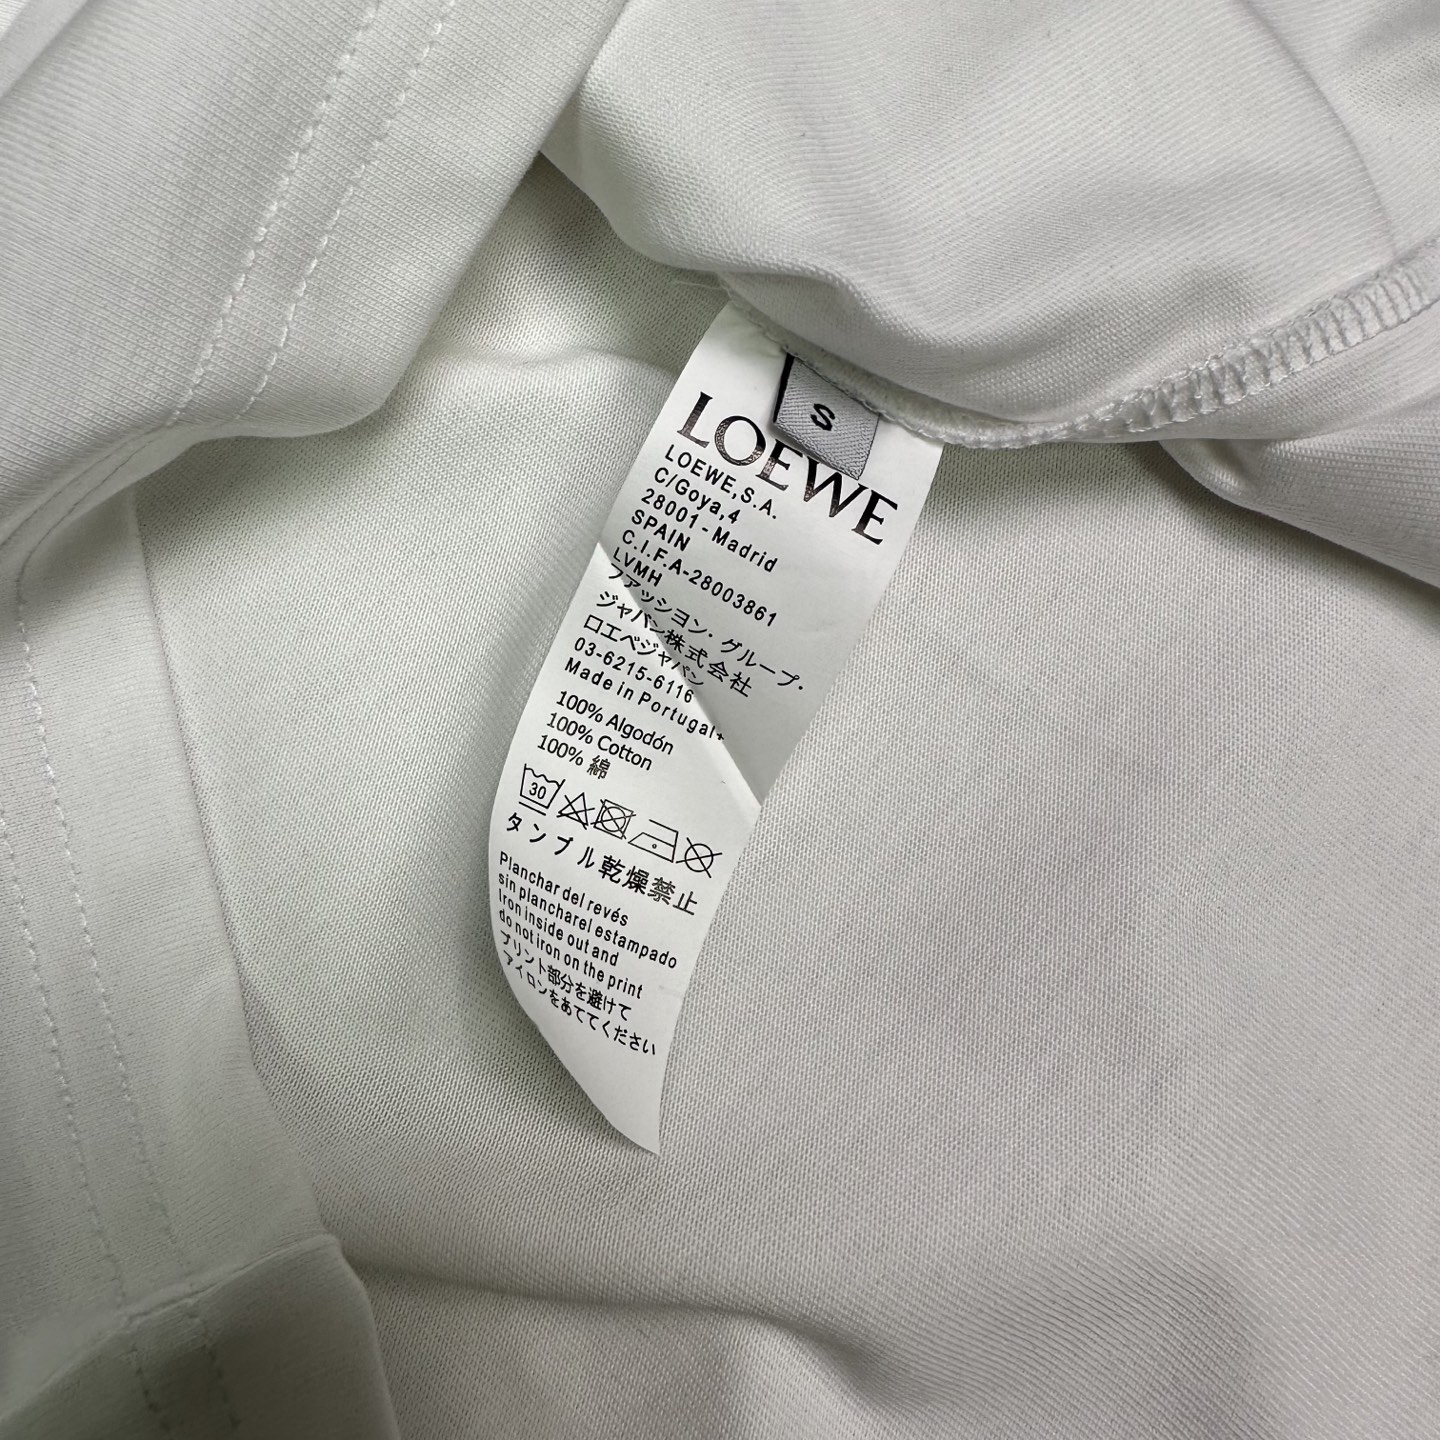 S
LOEWE
LOEWE,S.A.
C/Goya,4
28001-Madrid
SPAIN
C.I.F.A-28003861
LVMH
ファッション・グループ・
ジャパン株式会社
ロエベジャパン
03-6215-6116
Made in Portugal+
100% Algodón
100% Cotton
100% 綿
30
タンブル乾燥禁止
Planchar del revés
sin plancharel estampado
Iron inside out and
do not iron on the print
プリント部分を避けて
アイロンをあててください